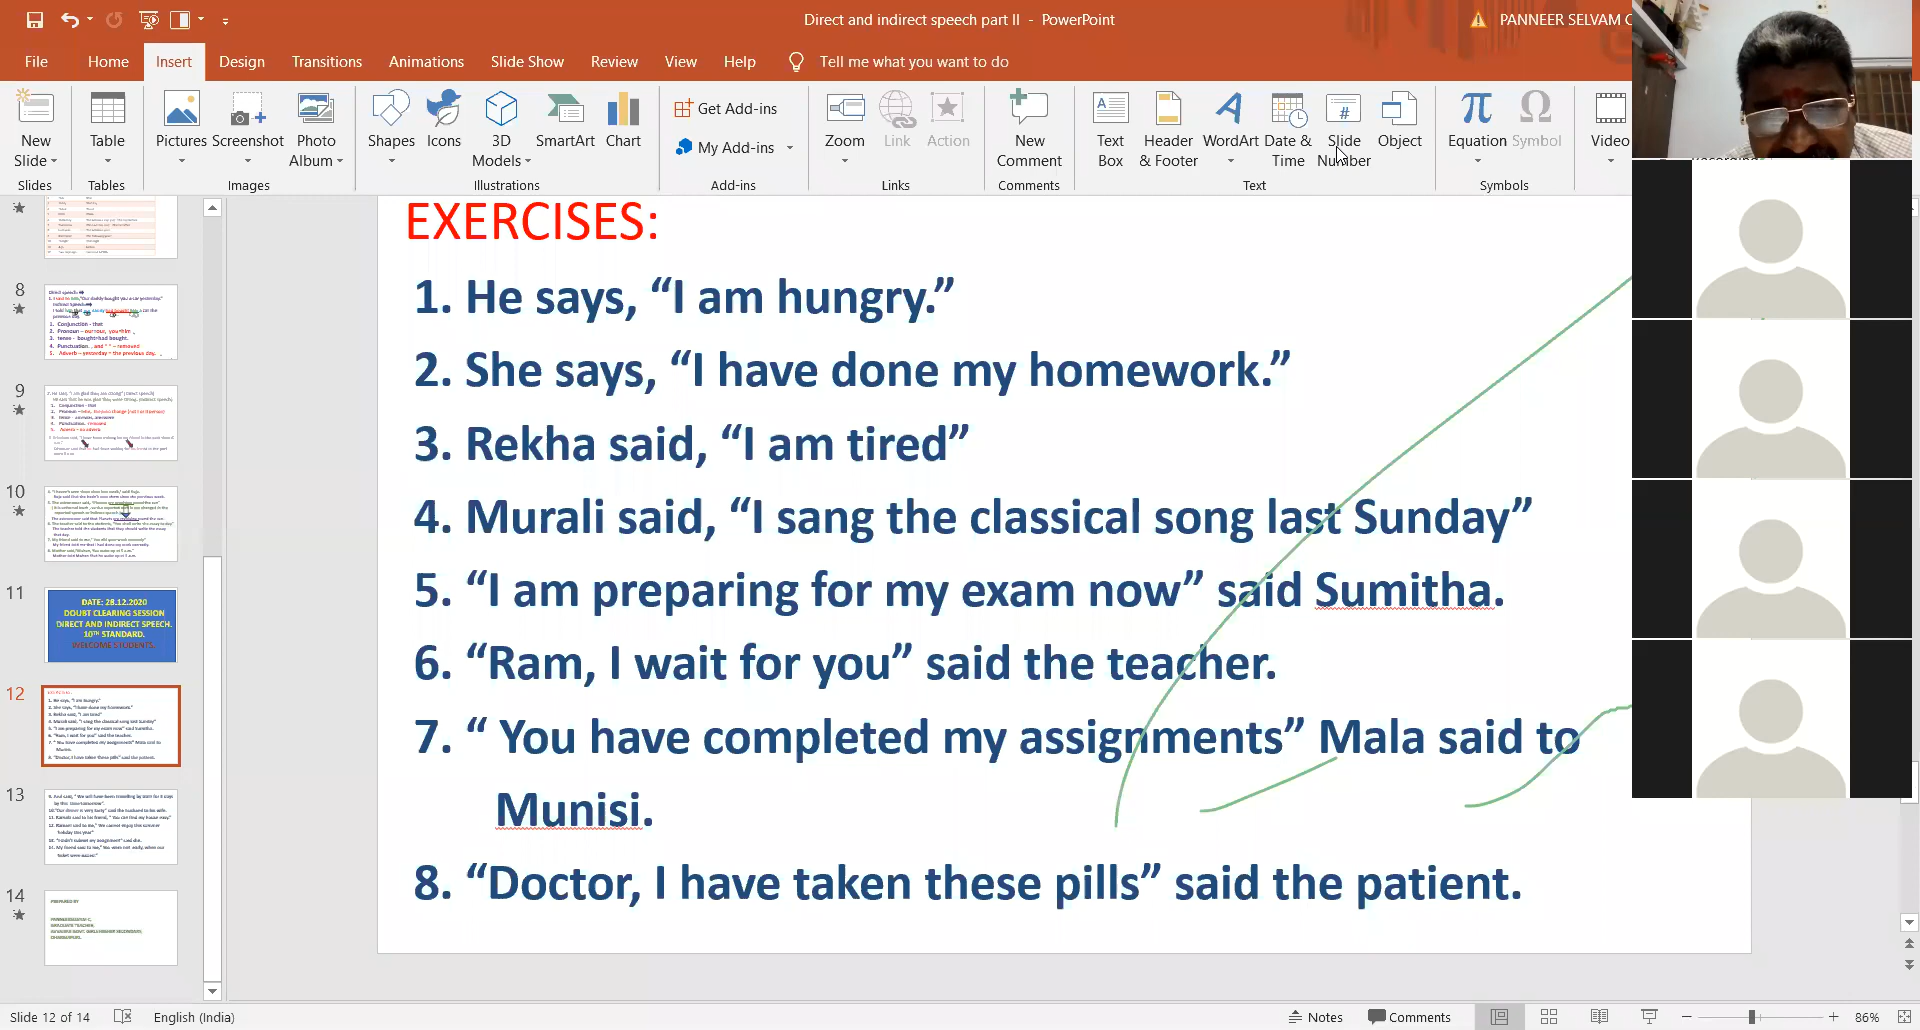 Direct and indirect speech part II - PowerPoint
PANNEER SELVAM C
File Home Insert Design Transitions Animations Slide Show Review View Help Tell me what you want to do
New Slide
Table
Pictures
Screenshot
Photo Album
Shapes
Icons
3D Models
SmartArt
Chart
Get Add-ins
My Add-ins
Zoom
Link
Action
New Comment
Text Box
Header & Footer
WordArt
Date & Time
Slide Number
Object
Equation
Symbol
Video
Slides Tables Images Illustrations Add-ins Links Comments Text Symbols
EXERCISES:
1. He says, “I am hungry.”
2. She says, “I have done my homework.”
3. Rekha said, “I am tired”
4. Murali said, “I sang the classical song last Sunday”
5. “I am preparing for my exam now” said Sumitha.
6. “Ram, I wait for you” said the teacher.
7. “ You have completed my assignments” Mala said to
Munisi.
8. “Doctor, I have taken these pills” said the patient.
8
9
10
11
DATE: 28.12.2020
DOUBT CLEARING SESSION
DIRECT AND INDIRECT SPEECH.
10TH STANDARD.
WELCOME STUDENTS.
12
13
14
Slide 12 of 14 English (India) Notes Comments 86%